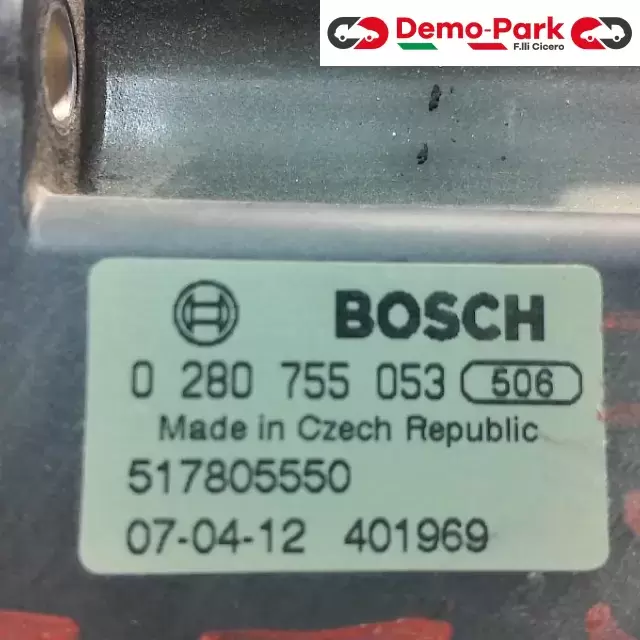 Demo-Park
F.lli Cicero
BOSCH
0 280 755 053 506
Made in Czech Republic
517805550
07-04-12 401969